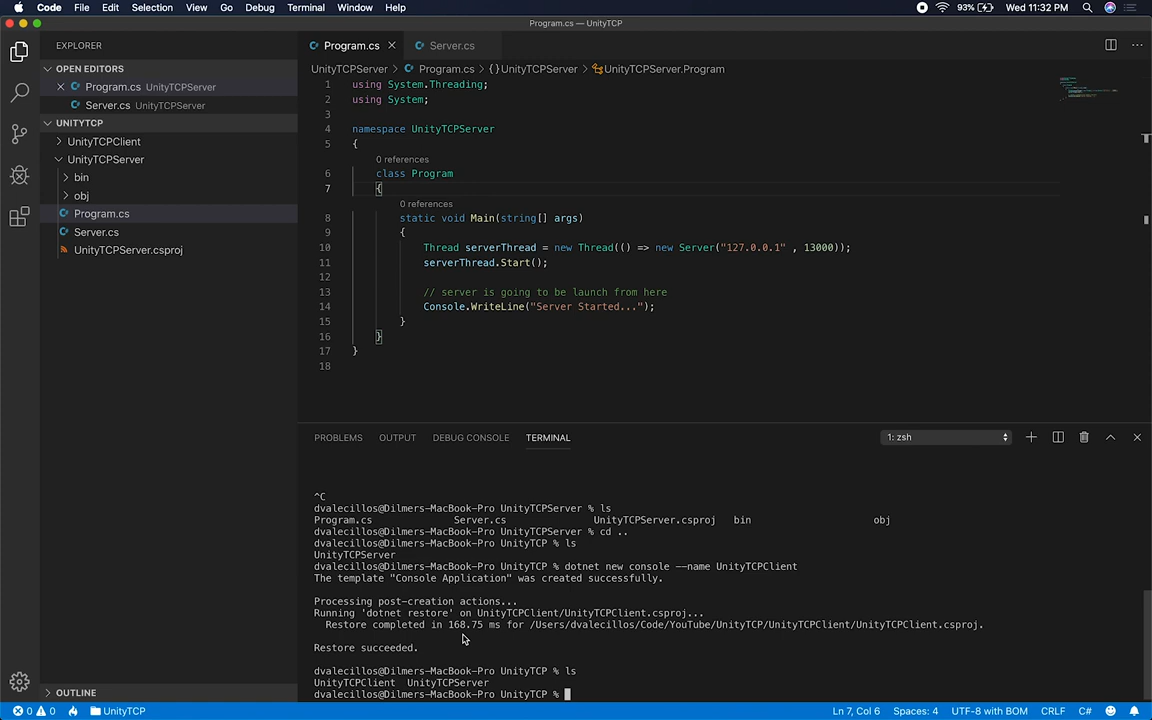 Code File Edit Selection View Go Debug Terminal Window Help 93% Wed 11:32 PM
Program.cs — UnityTCP
EXPLORER
OPEN EDITORS
Program.cs UnityTCPServer
Server.cs UnityTCPServer
UNITYTCP
UnityTCPClient
UnityTCPServer
bin
obj
Program.cs
Server.cs
UnityTCPServer.csproj
OUTLINE
Program.cs Server.cs
UnityTCPServer > Program.cs > {} UnityTCPServer > UnityTCPServer.Program
1 using System.Threading;
2 using System;
3
4 namespace UnityTCPServer
5 {
0 references
6 class Program
7 {
0 references
8 static void Main(string[] args)
9 {
10 Thread serverThread = new Thread(() => new Server("127.0.0.1" , 13000));
11 serverThread.Start();
12
13 // server is going to be launch from here
14 Console.WriteLine("Server Started...");
15 }
16 }
17 }
18
PROBLEMS OUTPUT DEBUG CONSOLE TERMINAL 1: zsh
^C
dvalecillos@Dilmers-MacBook-Pro UnityTCPServer % ls
Program.cs Server.cs UnityTCPServer.csproj bin obj
dvalecillos@Dilmers-MacBook-Pro UnityTCPServer % cd ..
dvalecillos@Dilmers-MacBook-Pro UnityTCP % ls
UnityTCPServer
dvalecillos@Dilmers-MacBook-Pro UnityTCP % dotnet new console --name UnityTCPClient
The template "Console Application" was created successfully.
Processing post-creation actions...
Running 'dotnet restore' on UnityTCPClient/UnityTCPClient.csproj...
Restore completed in 168.75 ms for /Users/dvalecillos/Code/YouTube/UnityTCP/UnityTCPClient/UnityTCPClient.csproj.
Restore succeeded.
dvalecillos@Dilmers-MacBook-Pro UnityTCP % ls
UnityTCPClient UnityTCPServer
dvalecillos@Dilmers-MacBook-Pro UnityTCP %
0 0 UnityTCP Ln 7, Col 6 Spaces: 4 UTF-8 with BOM CRLF C#